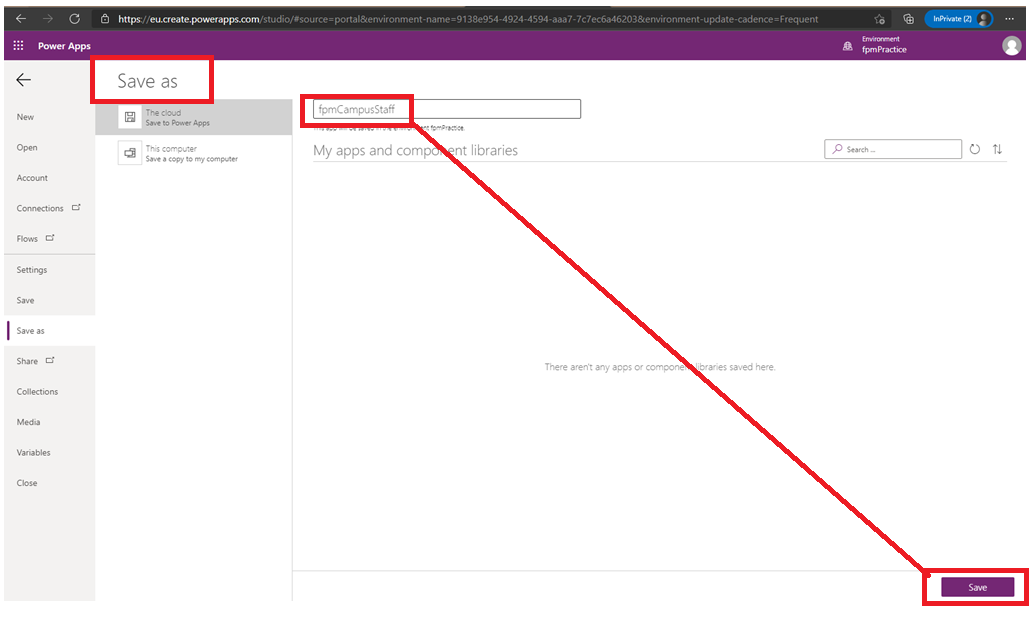 https://eu.create.powerapps.com/studio/#source=portal&environment-name=9138e954-4924-4594-aaa7-7c7ec6a46203&environment-update-cadence=Frequent
InPrivate (2)
Power Apps
Environment
fpmPractice
Save as
New
Open
Account
Connections
Flows
Settings
Save
Save as
Share
Collections
Media
Variables
Close
The cloud
Save to Power Apps
This computer
Save a copy to my computer
fpmCampusStaff
This app will be saved in the environment fpmPractice.
My apps and component libraries
Search ...
There aren't any apps or component libraries saved here.
Save